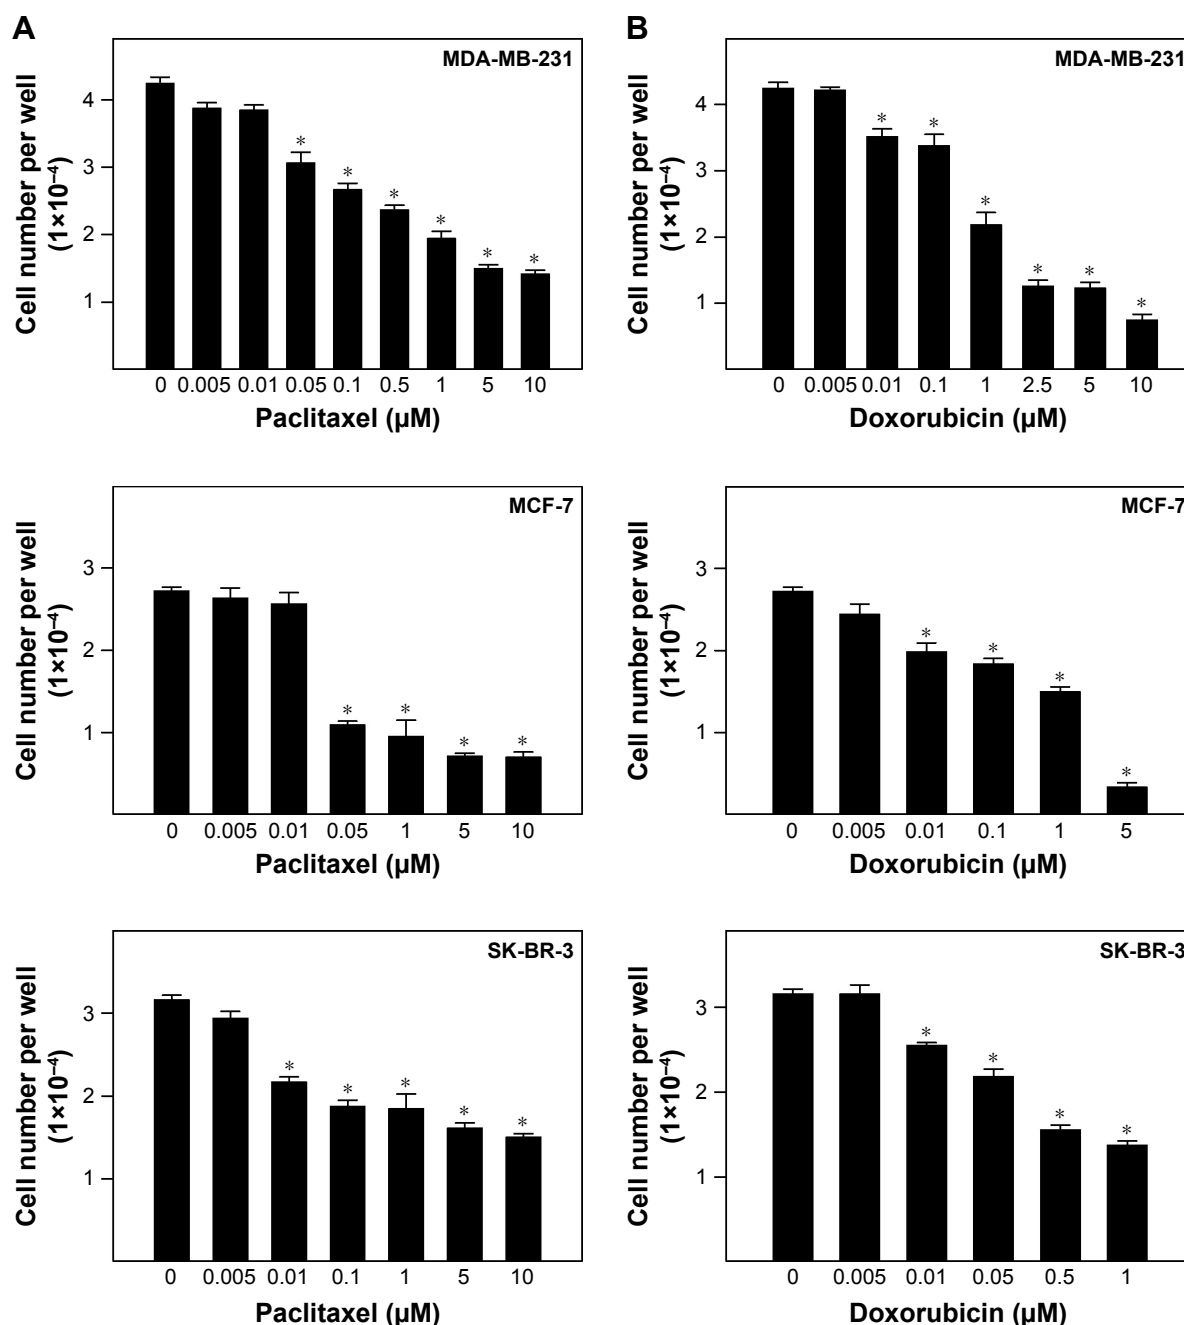 A
MDA-MB-231
Cell number per well
(1×10⁻⁴)
4
3
2
1
0 0.005 0.01 0.05 0.1 0.5 1 5 10
Paclitaxel (µM)
* * * * * *
B
MDA-MB-231
Cell number per well
(1×10⁻⁴)
4
3
2
1
0 0.005 0.01 0.1 1 2.5 5 10
Doxorubicin (µM)
* * * * * *
MCF-7
Cell number per well
(1×10⁻⁴)
3
2
1
0 0.005 0.01 0.05 1 5 10
Paclitaxel (µM)
* * * *
MCF-7
Cell number per well
(1×10⁻⁴)
3
2
1
0 0.005 0.01 0.1 1 5
Doxorubicin (µM)
* * * *
SK-BR-3
Cell number per well
(1×10⁻⁴)
3
2
1
0 0.005 0.01 0.1 1 5 10
Paclitaxel (µM)
* * * * *
SK-BR-3
Cell number per well
(1×10⁻⁴)
3
2
1
0 0.005 0.01 0.05 0.5 1
Doxorubicin (µM)
* * * *